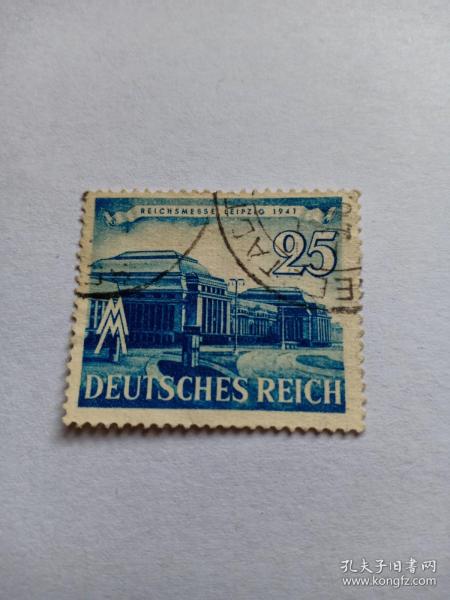 REICHSMESSE LEIPZIG 1941
25
MM
DEUTSCHES REICH
孔夫子旧书网
www.kongfz.com